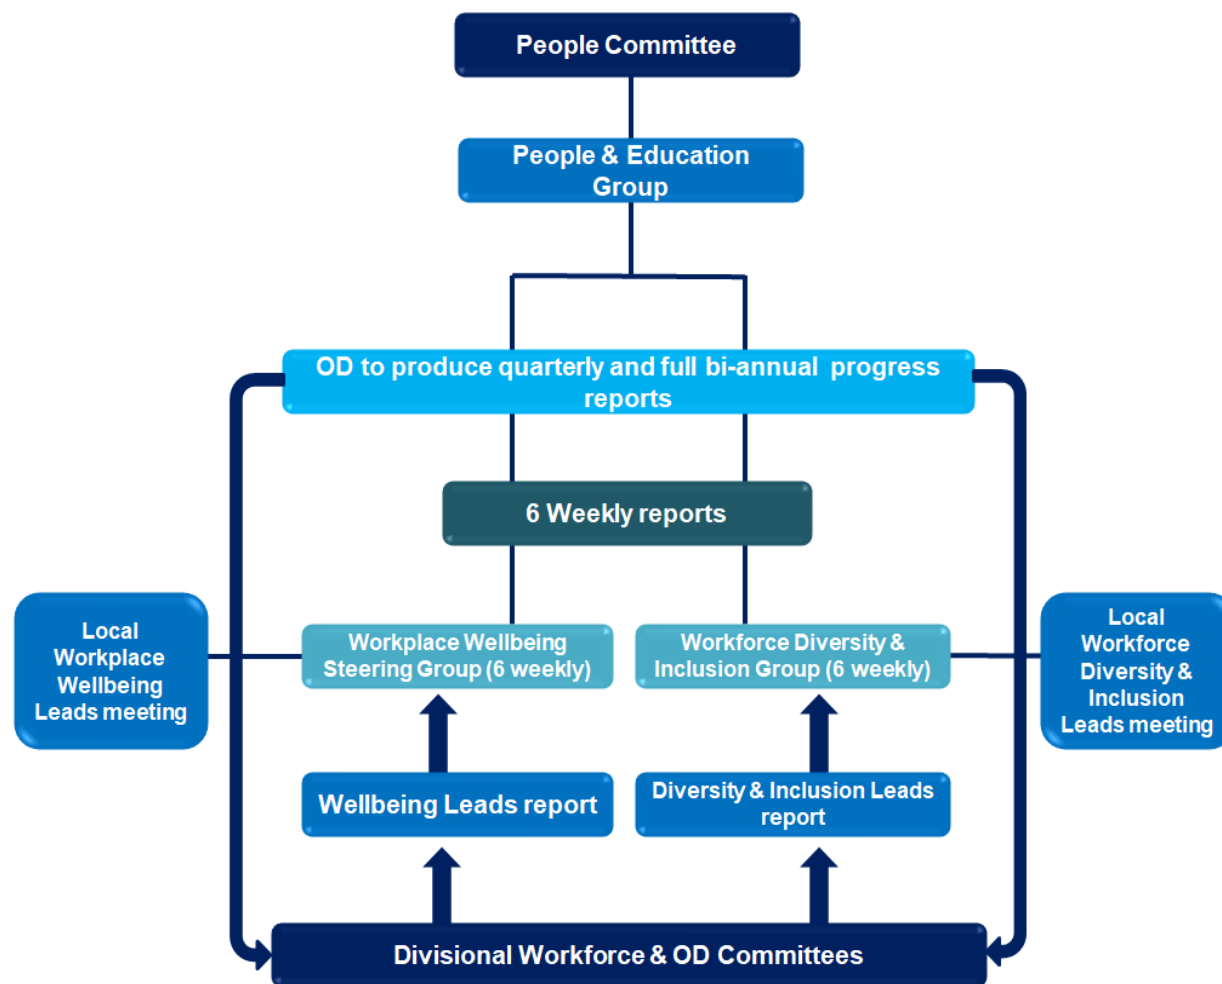 People Committee
People & Education
Group
OD to produce quarterly and full bi-annual progress
reports
6 Weekly reports
Local
Workplace
Wellbeing
Leads meeting
Workplace Wellbeing
Steering Group (6 weekly)
Workforce Diversity &
Inclusion Group (6 weekly)
Local
Workforce
Diversity &
Inclusion
Leads meeting
Wellbeing Leads report
Diversity & Inclusion Leads
report
Divisional Workforce & OD Committees